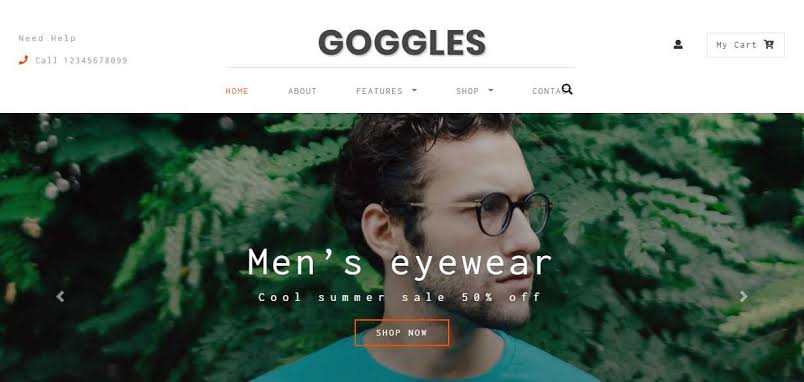 Need Help
Call 12345678099
GOGGLES
My Cart
HOME ABOUT FEATURES SHOP CONTA
Men's eyewear
Cool summer sale 50% off
SHOP NOW